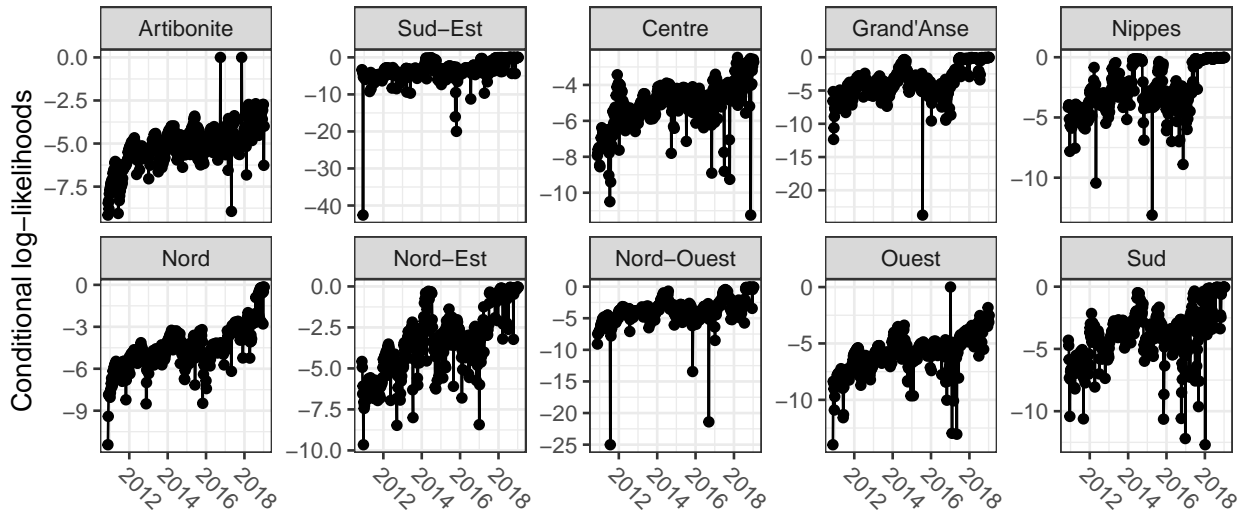 Conditional log−likelihoods
Artibonite
0.0
−2.5
−5.0
−7.5
Sud−Est
0
−10
−20
−30
−40
Centre
−4
−6
−8
−10
Grand'Anse
0
−5
−10
−15
−20
Nippes
0
−5
−10
Nord
0
−3
−6
−9
2012 2014 2016 2018
Nord−Est
0.0
−2.5
−5.0
−7.5
−10.0
2012 2014 2016 2018
Nord−Ouest
0
−5
−10
−15
−20
−25
2012 2014 2016 2018
Ouest
0
−5
−10
2012 2014 2016 2018
Sud
0
−5
−10
2012 2014 2016 2018